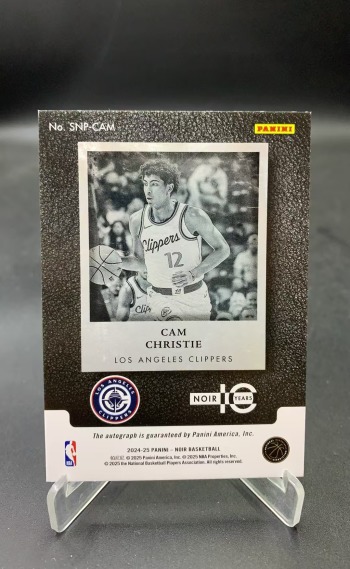 No. SNP-CAM
PANINI
Clippers
12
CAM
CHRISTIE
LOS ANGELES CLIPPERS
LOS ANGELES
CLIPPERS
NOIR 10 YEARS
The autograph is guaranteed by Panini America, Inc.
2024-25 PANINI - NOIR BASKETBALL
© 2025 Panini America, Inc. © 2025 NBA Properties, Inc.
© 2025 the National Basketball Players Association. All rights reserved.